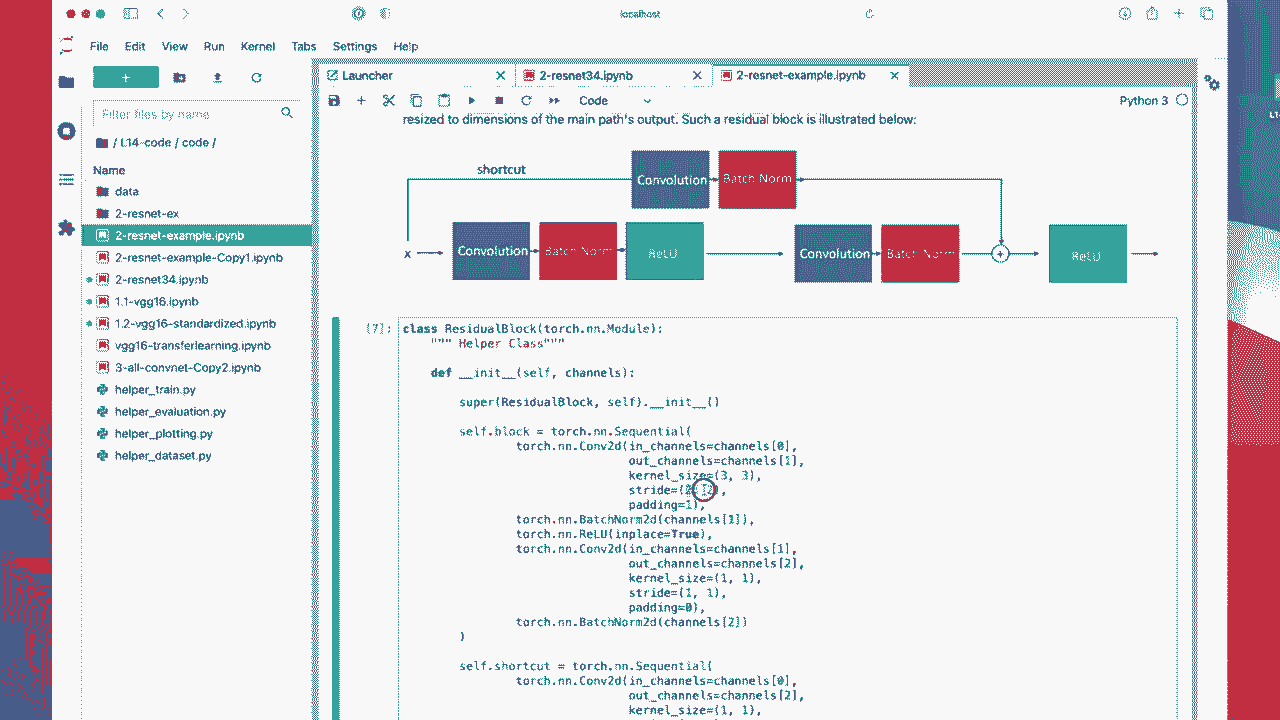 localhost
File Edit View Run Kernel Tabs Settings Help
Launcher
2-resnet34.ipynb
2-resnet-example.ipynb
Code
Python 3
Filter files by name
/ L14-code / code /
Name
data
2-resnet-ex
2-resnet-example.ipynb
2-resnet-example-Copy1.ipynb
2-resnet34.ipynb
1.1-vgg16.ipynb
1.2-vgg16-standardized.ipynb
vgg16-transferlearning.ipynb
3-all-convnet-Copy2.ipynb
helper_train.py
helper_evaluation.py
helper_plotting.py
helper_dataset.py
resized to dimensions of the main path's output. Such a residual block is illustrated below:
shortcut
Convolution
Batch Norm
x
Convolution
Batch Norm
ReLU
Convolution
Batch Norm
+
ReLU
[7]:
class ResidualBlock(torch.nn.Module):
""" Helper Class"""
def __init__(self, channels):
super(ResidualBlock, self).__init__()
self.block = torch.nn.Sequential(
torch.nn.Conv2d(in_channels=channels[0],
out_channels=channels[1],
kernel_size=(3, 3),
stride=(2, 2),
padding=1),
torch.nn.BatchNorm2d(channels[1]),
torch.nn.ReLU(inplace=True),
torch.nn.Conv2d(in_channels=channels[1],
out_channels=channels[2],
kernel_size=(1, 1),
stride=(1, 1),
padding=0),
torch.nn.BatchNorm2d(channels[2])
)
self.shortcut = torch.nn.Sequential(
torch.nn.Conv2d(in_channels=channels[0],
out_channels=channels[2],
kernel_size=(1, 1),